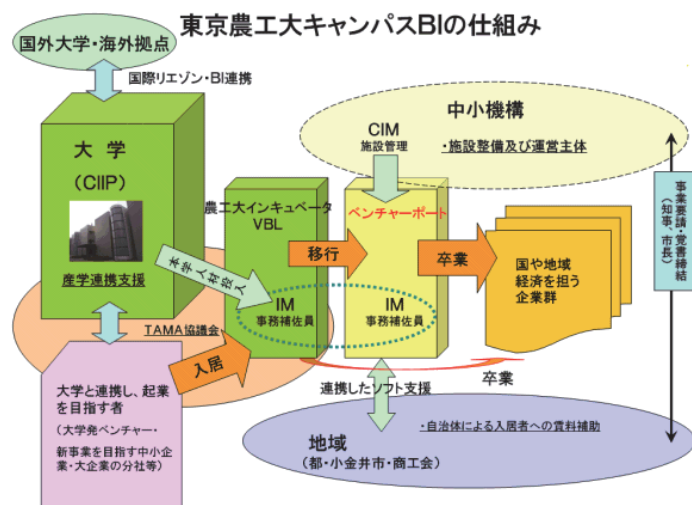 東京農工大キャンパスBIの仕組み
国外大学・海外拠点
国際リエゾン・BI連携
大 学
(CIIP)
産学連携支援
本学人材投入
農工大インキュベータ
VBL
IM
事務補佐員
移行
中小機構
・施設整備及び運営主体
CIM
施設管理
ベンチャーポート
IM
事務補佐員
卒業
国や地域
経済を担う
企業群
事業要請・覚書締結
(知事、市長)
TAMA協議会
入居
大学と連携し、起業
を目指す者
(大学発ベンチャー・
新事業を目指す中小企
業・大企業の分社等)
連携したソフト支援
卒業
・自治体による入居者への賃料補助
地域
(都・小金井市・商工会)